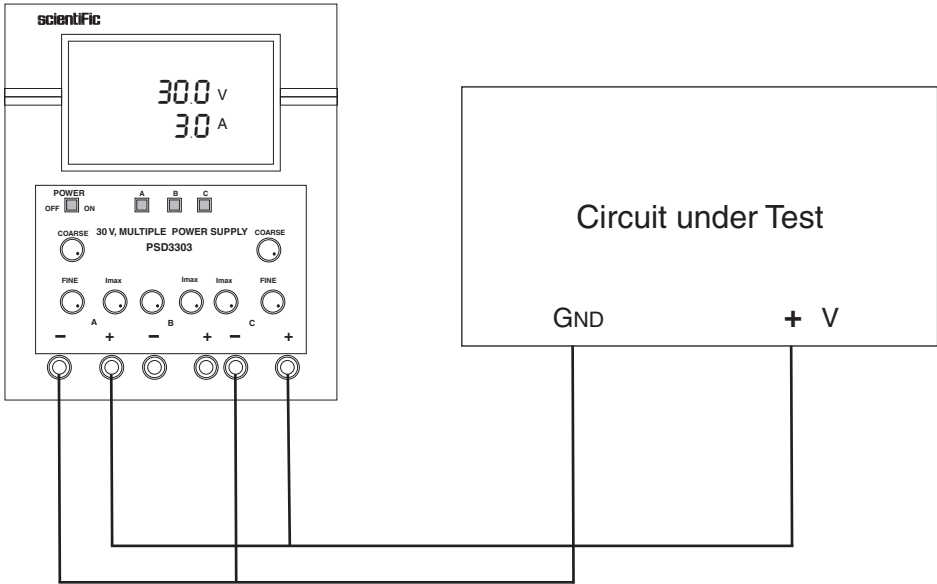 scientiFic
30.0 V
3.0 A
POWER
OFF ON
A B C
COARSE 30 V, MULTIPLE POWER SUPPLY COARSE
PSD3303
FINE Imax Imax Imax FINE
A B C
− + − + − +
Circuit under Test
GND + V